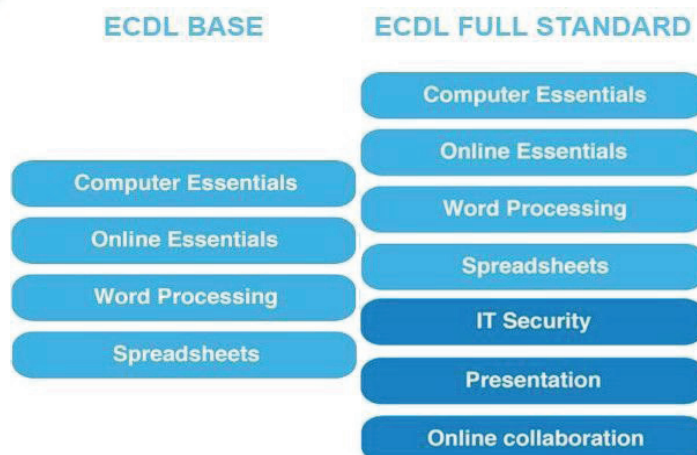 ECDL BASE
Computer Essentials
Online Essentials
Word Processing
Spreadsheets
ECDL FULL STANDARD
Computer Essentials
Online Essentials
Word Processing
Spreadsheets
IT Security
Presentation
Online collaboration